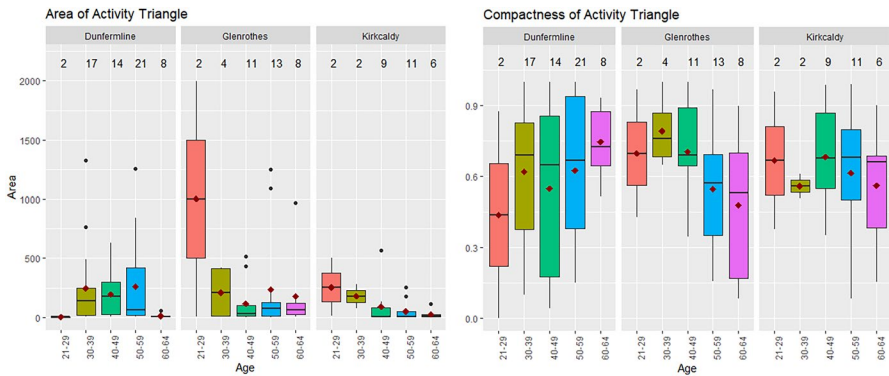 Area of Activity Triangle
Dunfermline Glenrothes Kirkcaldy
2 17 14 21 8 2 4 11 13 8 2 2 9 11 6
2000
1500
1000
500
0
Area
21-29 30-39 40-49 50-59 60-64 21-29 30-39 40-49 50-59 60-64 21-29 30-39 40-49 50-59 60-64
Age
Compactness of Activity Triangle
Dunfermline Glenrothes Kirkcaldy
2 17 14 21 8 2 4 11 13 8 2 2 9 11 6
0.9
0.6
0.3
0.0
21-29 30-39 40-49 50-59 60-64 21-29 30-39 40-49 50-59 60-64 21-29 30-39 40-49 50-59 60-64
Age